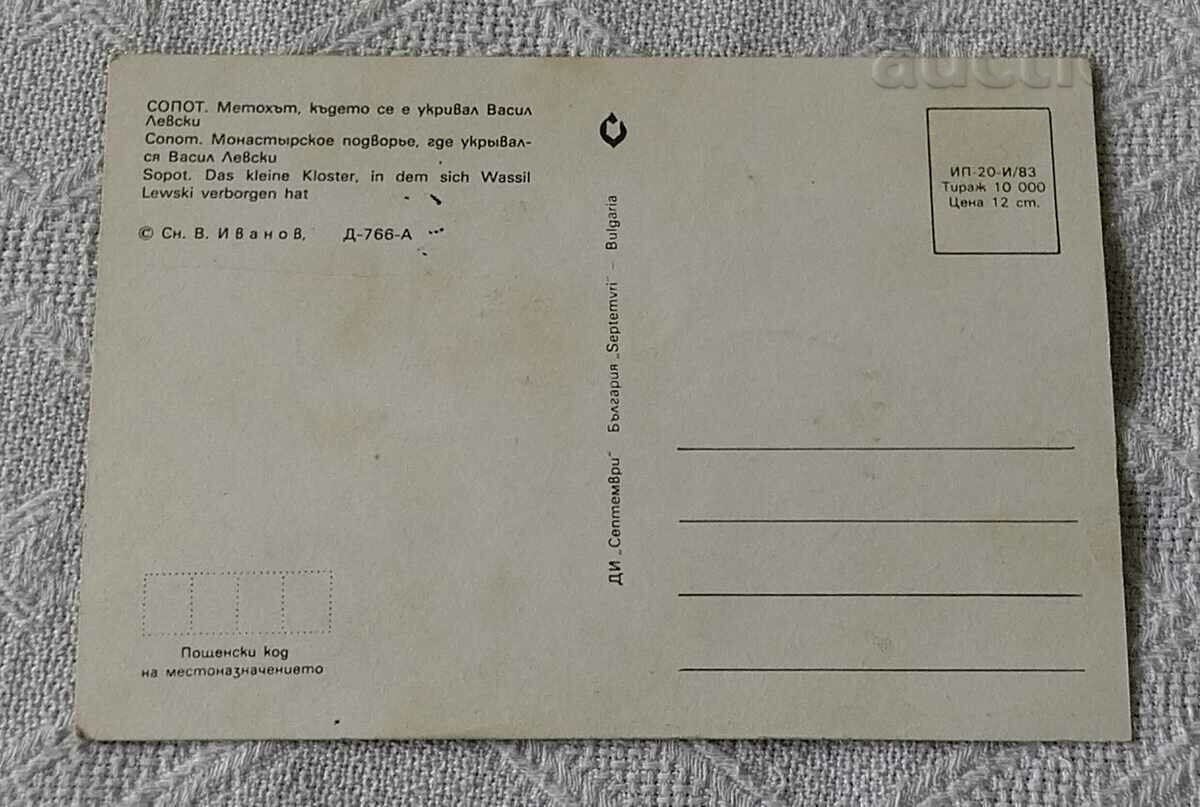 СОПОТ. Метохът, където се е укривал Васил
Левски
Сопот. Монастырское подворье, где укрывал-
ся Васил Левски
Sopot. Das kleine Kloster, in dem sich Wassil
Lewski verborgen hat
© Сн. В. Иванов, Д-766-А
ДИ „Септември" България „Septemvri" – Bulgaria
ИП-20-И/83
Тираж 10 000
Цена 12 ст.
Пощенски код
на местоназначението